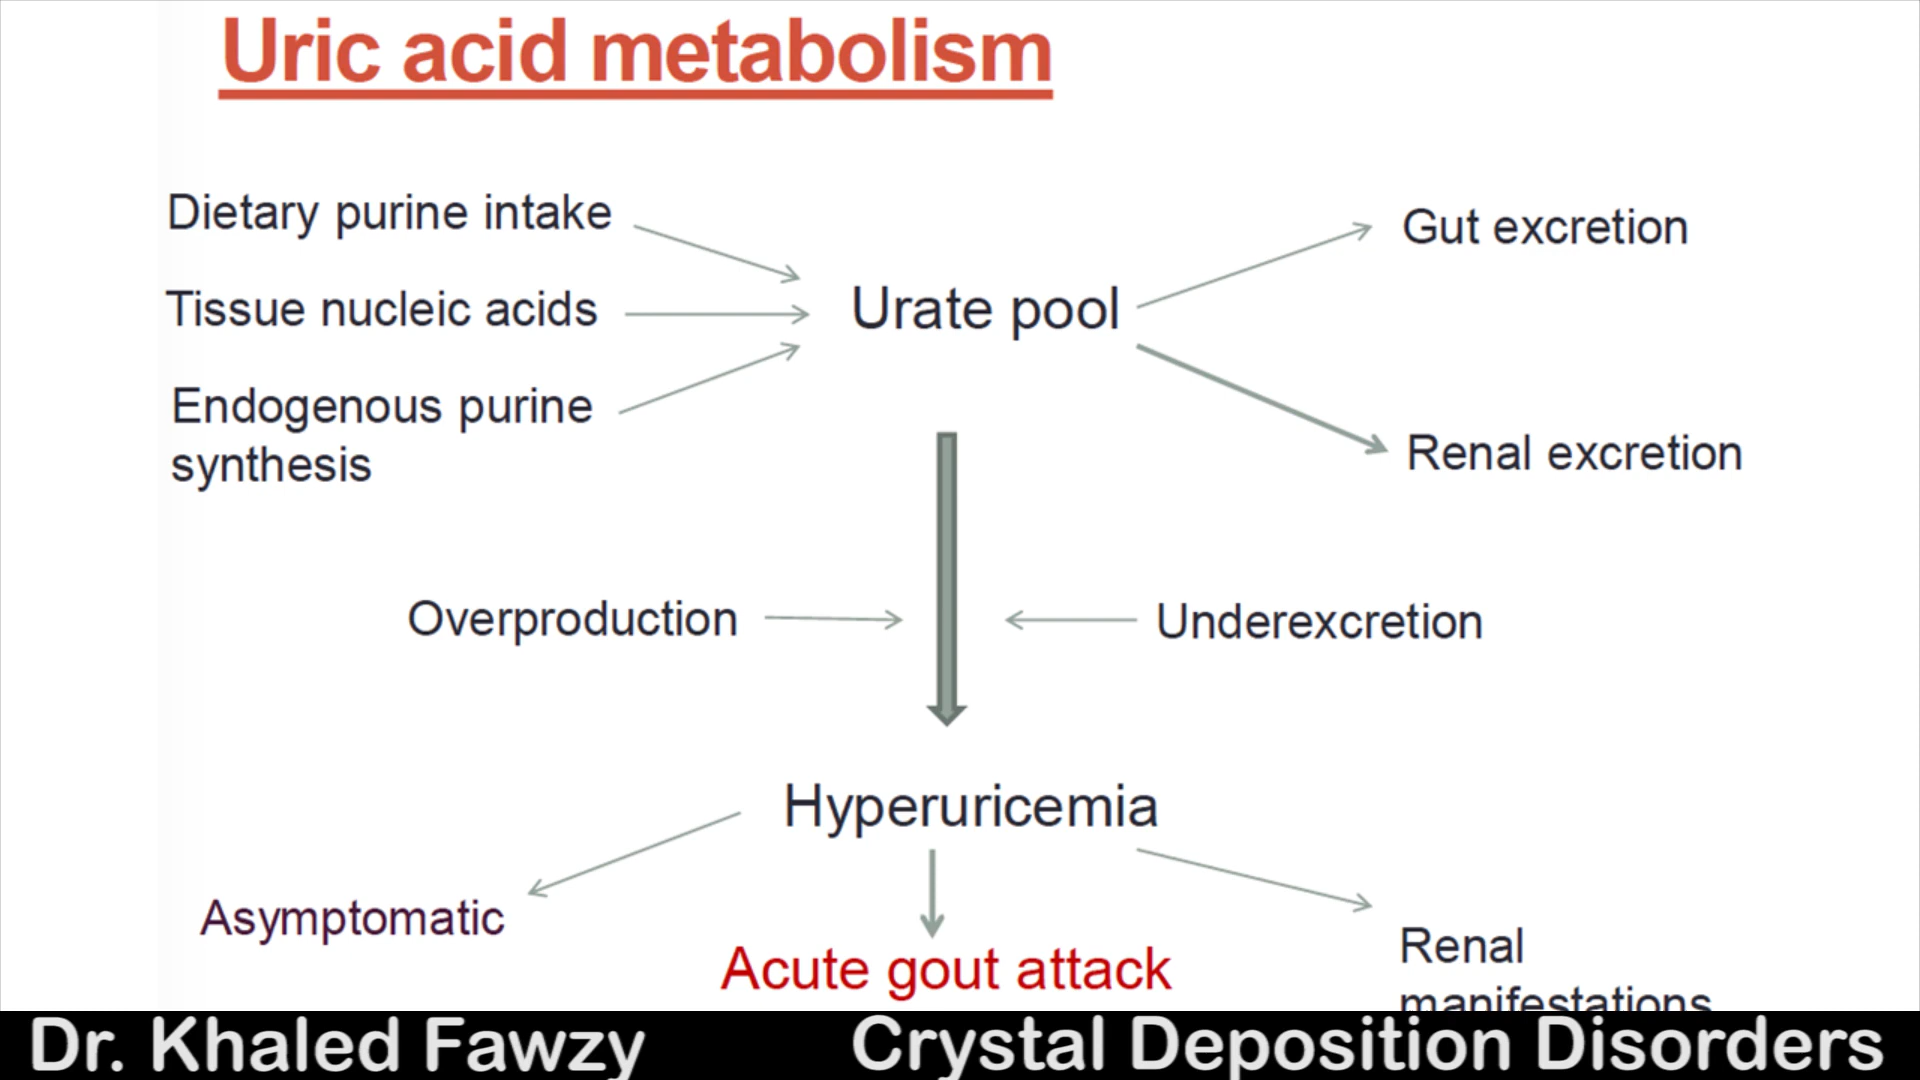 Uric acid metabolism
Dietary purine intake
Gut excretion
Tissue nucleic acids
Urate pool
Endogenous purine
synthesis
Renal excretion
Overproduction
Underexcretion
Hyperuricemia
Asymptomatic
Acute gout attack
Renal
manifestations
Dr. Khaled Fawzy
Crystal Deposition Disorders